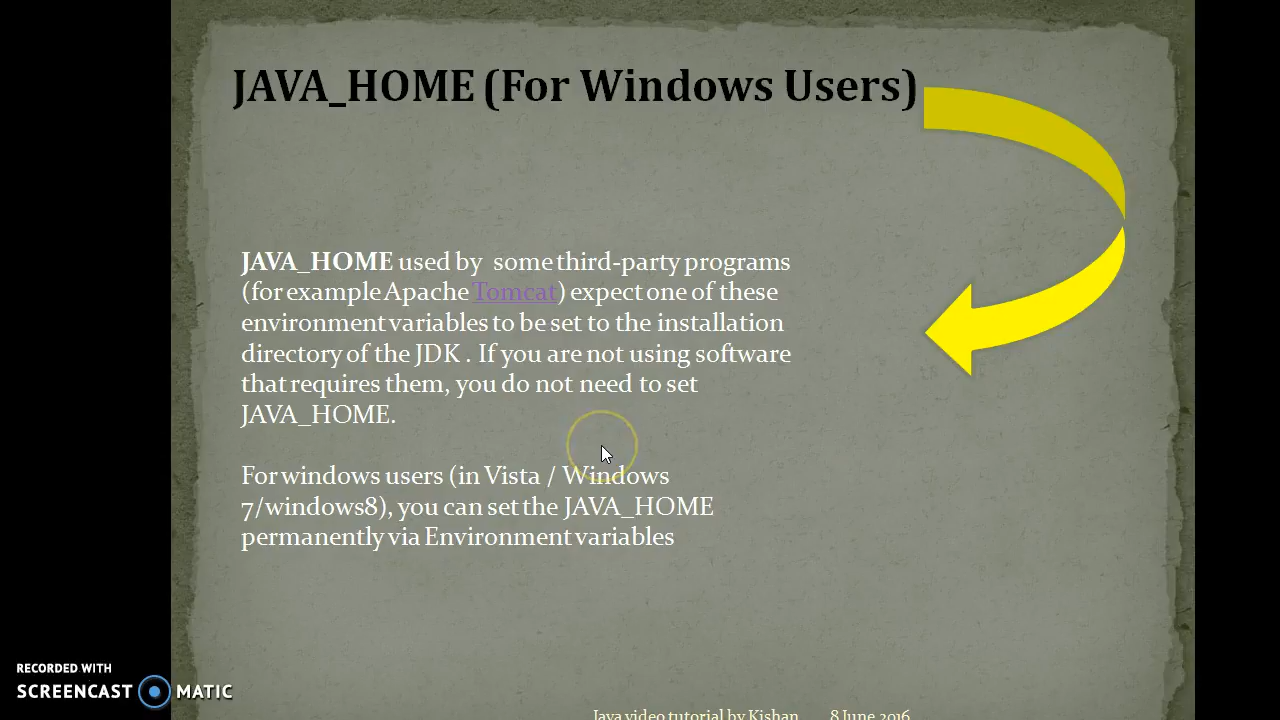 JAVA_HOME (For Windows Users)
JAVA_HOME used by some third-party programs
(for example Apache Tomcat) expect one of these
environment variables to be set to the installation
directory of the JDK . If you are not using software
that requires them, you do not need to set
JAVA_HOME.
For windows users (in Vista / Windows
7/windows8), you can set the JAVA_HOME
permanently via Environment variables
RECORDED WITH
SCREENCAST MATIC
Java video tutorial by Kishan 8 June 2016